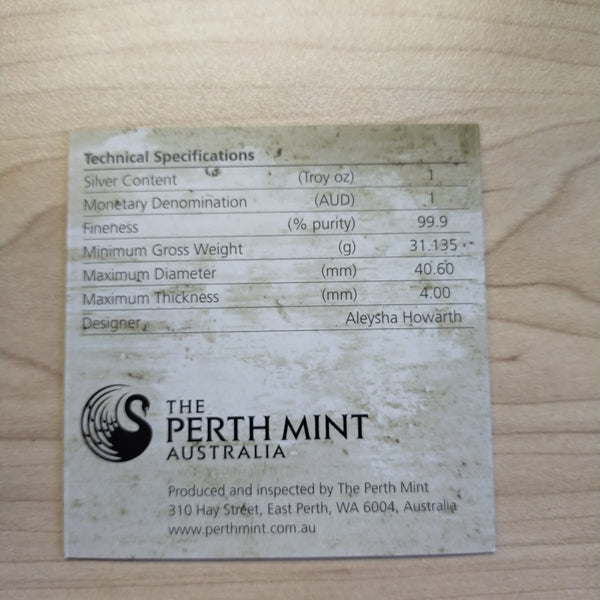 Technical Specifications
Silver Content (Troy oz) 1
Monetary Denomination (AUD) 1
Fineness (% purity) 99.9
Minimum Gross Weight (g) 31.135
Maximum Diameter (mm) 40.60
Maximum Thickness (mm) 4.00
Designer Aleysha Howarth
THE
PERTH MINT
AUSTRALIA
Produced and inspected by The Perth Mint
310 Hay Street, East Perth, WA 6004, Australia
www.perthmint.com.au